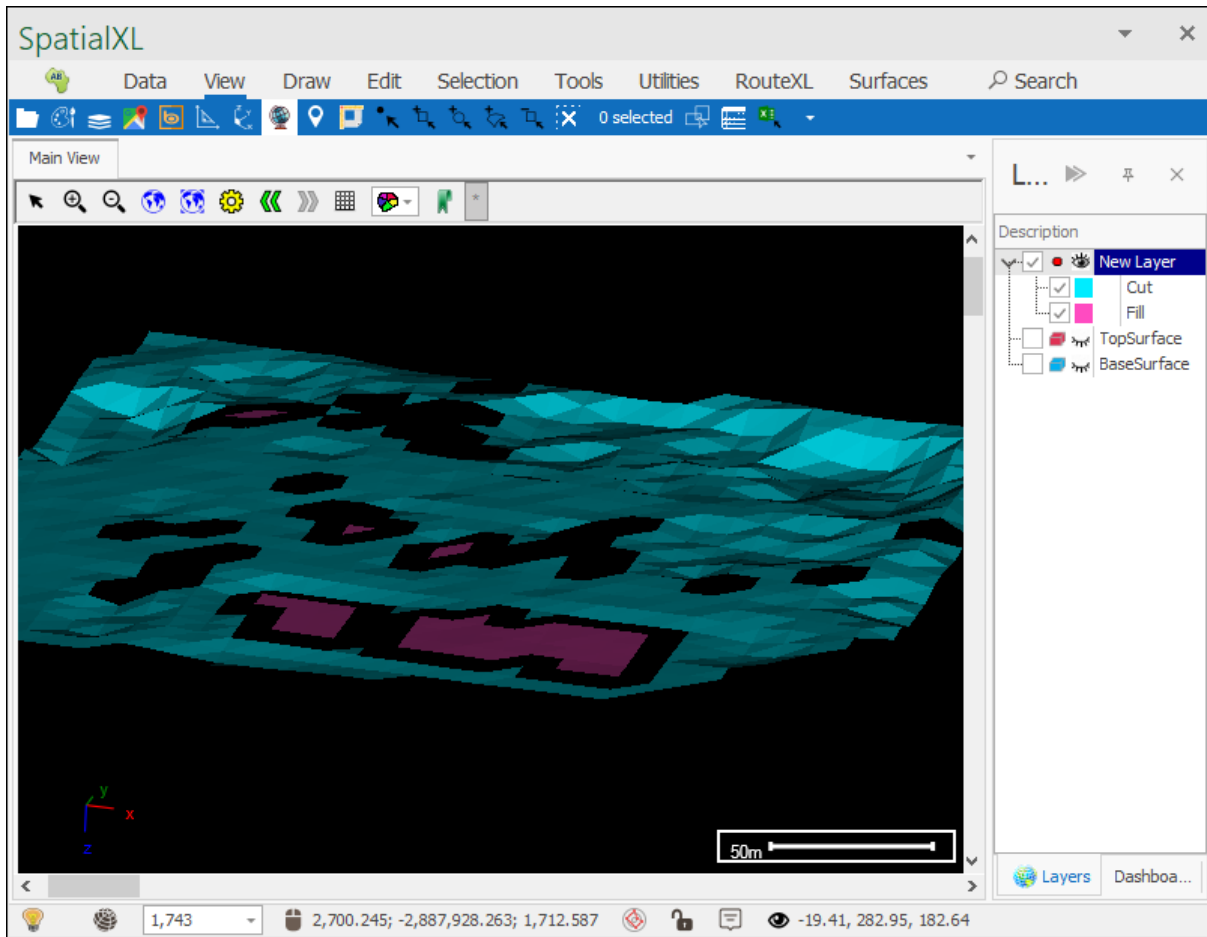 SpatialXL
AB
Data View Draw Edit Selection Tools Utilities RouteXL Surfaces Search
0 selected
Main View
L...
*
Description
New Layer
Cut
Fill
TopSurface
BaseSurface
y
x
z
50m
Layers Dashboa...
1,743 2,700.245; -2,887,928.263; 1,712.587 -19.41, 282.95, 182.64